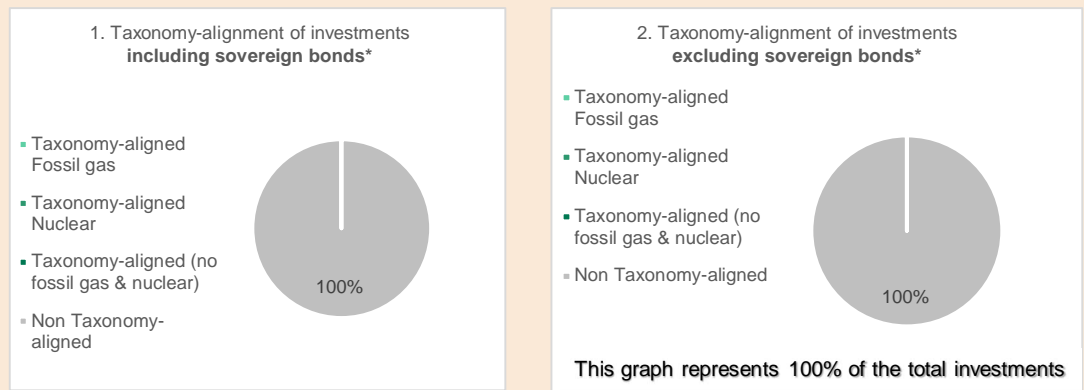 1. Taxonomy-alignment of investments
including sovereign bonds*
Taxonomy-aligned
Fossil gas
Taxonomy-aligned
Nuclear
Taxonomy-aligned (no
fossil gas & nuclear)
Non Taxonomy-
aligned
100%
2. Taxonomy-alignment of investments
excluding sovereign bonds*
Taxonomy-aligned
Fossil gas
Taxonomy-aligned
Nuclear
Taxonomy-aligned (no
fossil gas & nuclear)
Non Taxonomy-aligned
100%
This graph represents 100% of the total investments